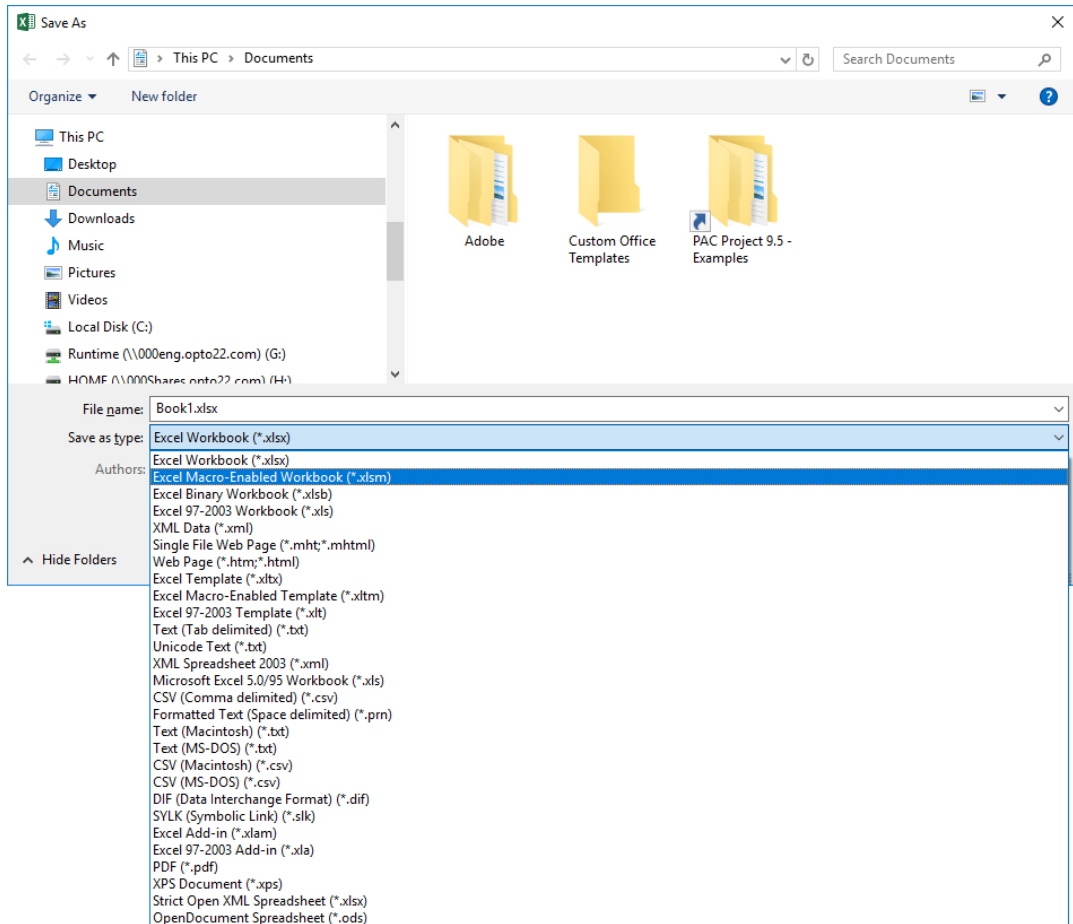 Save As
This PC > Documents
Search Documents
Organize
New folder
This PC
Desktop
Documents
Downloads
Music
Pictures
Videos
Local Disk (C:)
Runtime (\\000eng.opto22.com) (G:)
HOME (\\000Shares.opto22.com) (H:)
Adobe
Custom Office
Templates
PAC Project 9.5 -
Examples
File name: Book1.xlsx
Save as type: Excel Workbook (*.xlsx)
Authors:
Excel Workbook (*.xlsx)
Excel Macro-Enabled Workbook (*.xlsm)
Excel Binary Workbook (*.xlsb)
Excel 97-2003 Workbook (*.xls)
XML Data (*.xml)
Single File Web Page (*.mht;*.mhtml)
Web Page (*.htm;*.html)
Excel Template (*.xltx)
Excel Macro-Enabled Template (*.xltm)
Excel 97-2003 Template (*.xlt)
Text (Tab delimited) (*.txt)
Unicode Text (*.txt)
XML Spreadsheet 2003 (*.xml)
Microsoft Excel 5.0/95 Workbook (*.xls)
CSV (Comma delimited) (*.csv)
Formatted Text (Space delimited) (*.prn)
Text (Macintosh) (*.txt)
Text (MS-DOS) (*.txt)
CSV (Macintosh) (*.csv)
CSV (MS-DOS) (*.csv)
DIF (Data Interchange Format) (*.dif)
SYLK (Symbolic Link) (*.slk)
Excel Add-in (*.xlam)
Excel 97-2003 Add-in (*.xla)
PDF (*.pdf)
XPS Document (*.xps)
Strict Open XML Spreadsheet (*.xlsx)
OpenDocument Spreadsheet (*.ods)
Hide Folders